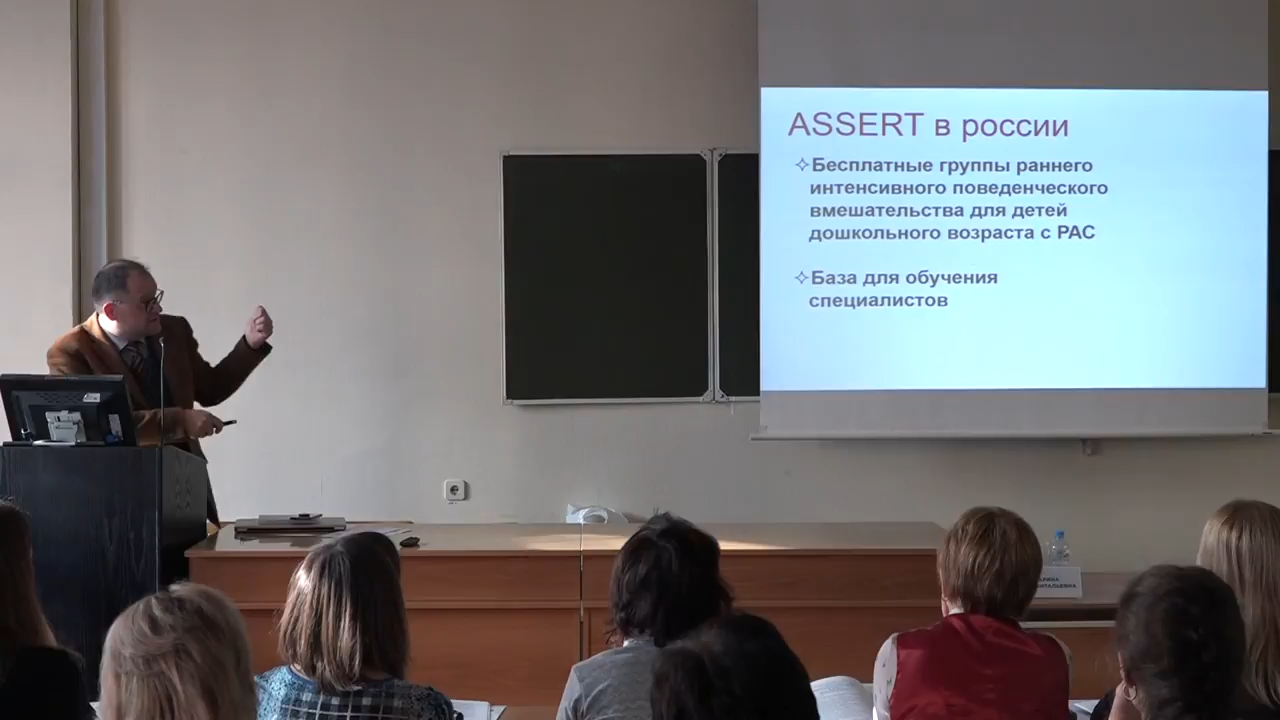 ASSERT в россии
✧Бесплатные группы раннего
интенсивного поведенческого
вмешательства для детей
дошкольного возраста с РАС
✧База для обучения
специалистов